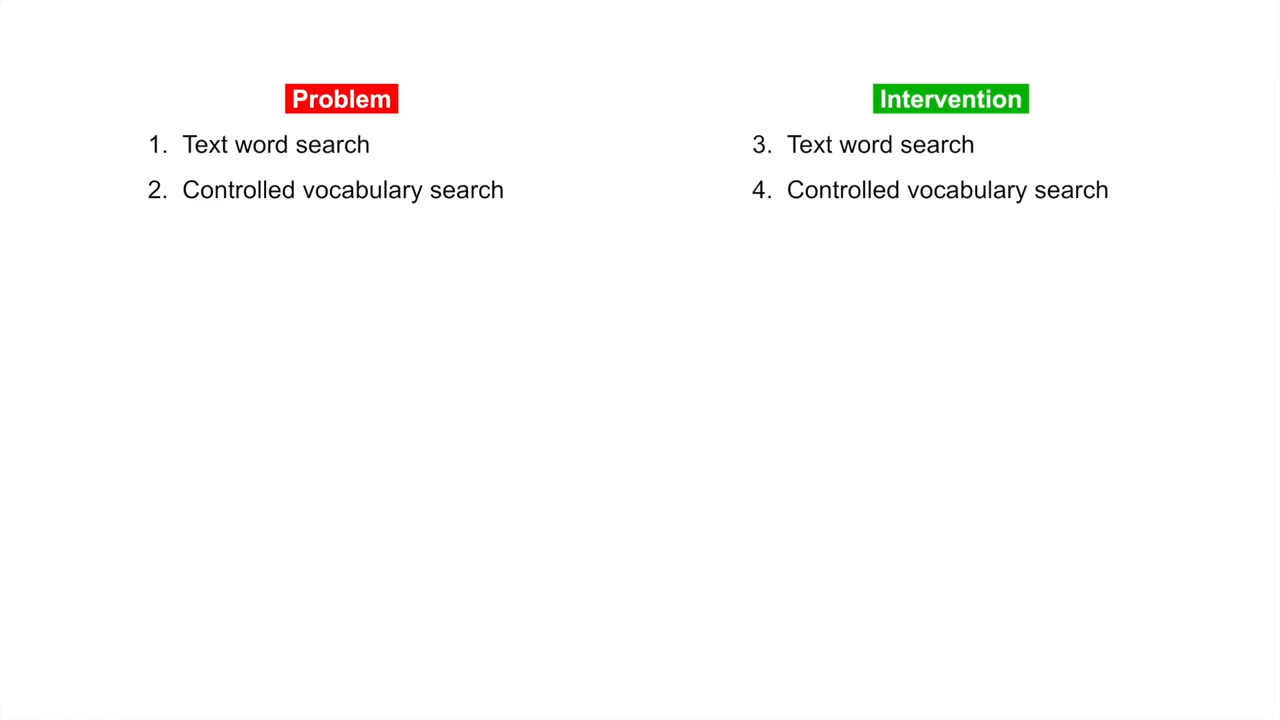 Problem
1. Text word search
2. Controlled vocabulary search
Intervention
3. Text word search
4. Controlled vocabulary search